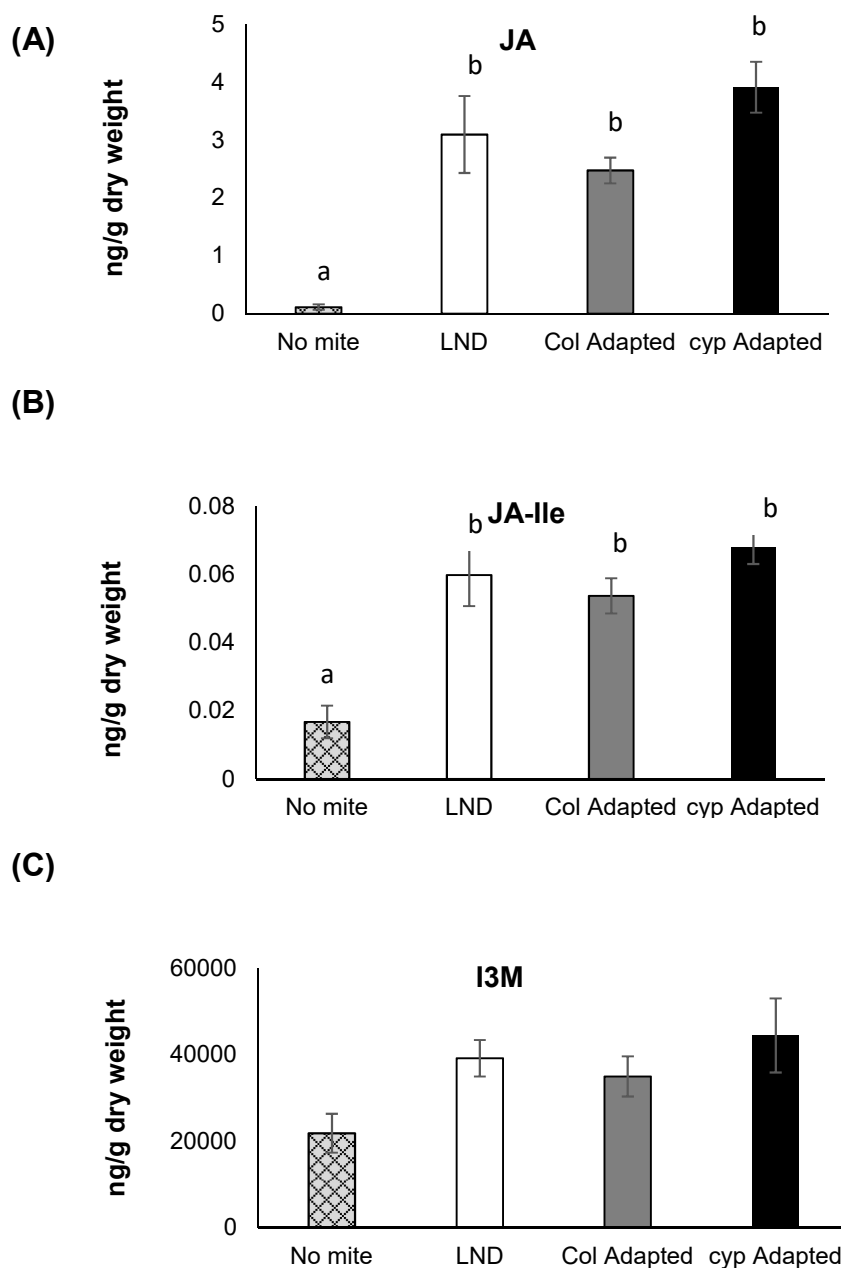 (A)
JA
ng/g dry weight
5
4
3
2
1
0
a
b
b
b
No mite LND Col Adapted cyp Adapted
(B)
JA-Ile
ng/g dry weight
0.08
0.06
0.04
0.02
0
a
b
b
b
No mite LND Col Adapted cyp Adapted
(C)
I3M
ng/g dry weight
60000
40000
20000
0
No mite LND Col Adapted cyp Adapted